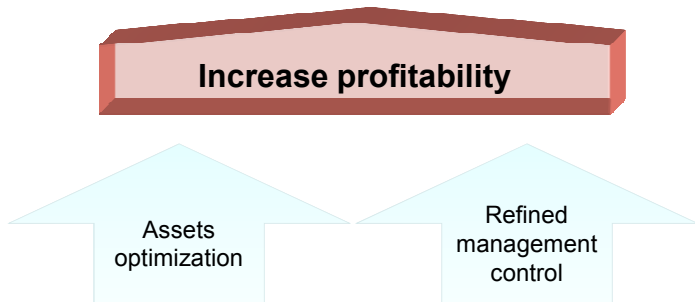 Increase profitability
Assets
optimization
Refined
management
control